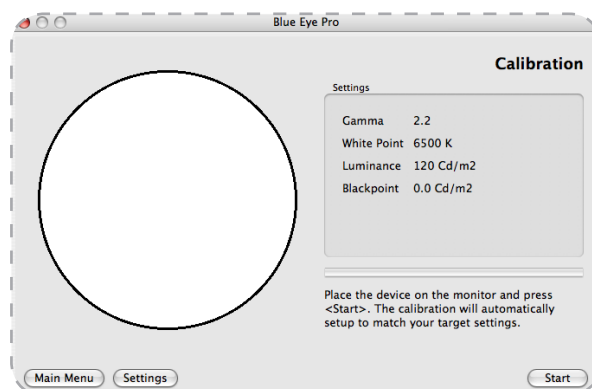 Blue Eye Pro
Calibration
Settings
Gamma 2.2
White Point 6500 K
Luminance 120 Cd/m2
Blackpoint 0.0 Cd/m2
Place the device on the monitor and press
<Start>. The calibration will automatically
setup to match your target settings.
Main Menu Settings Start